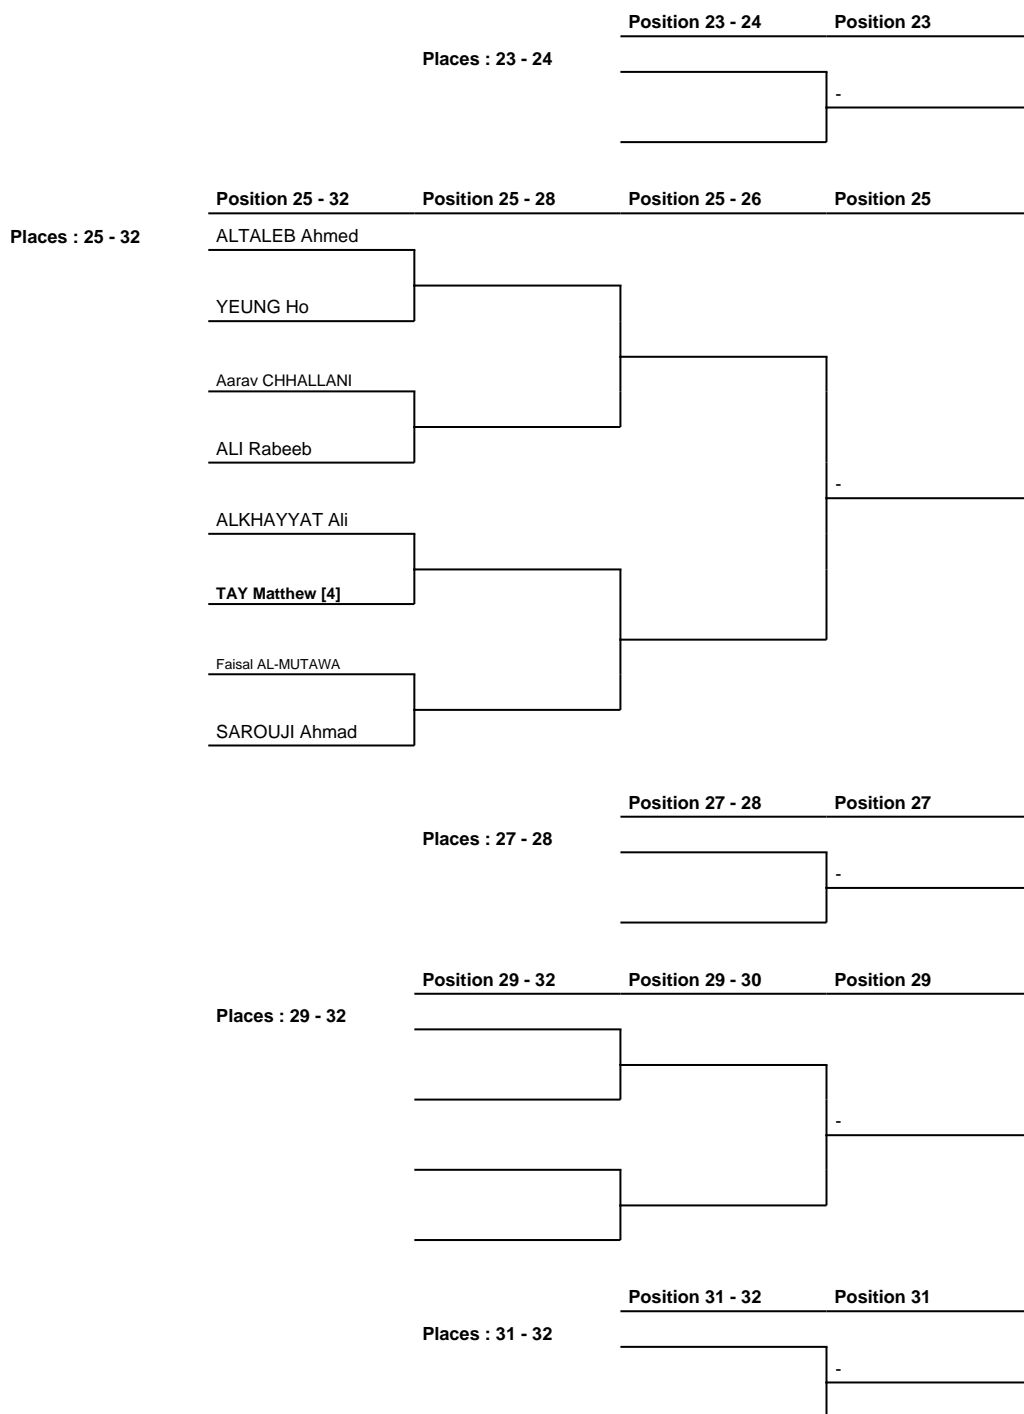 Position 23 - 24 Position 23
Places : 23 - 24
-
Position 25 - 32 Position 25 - 28 Position 25 - 26 Position 25
Places : 25 - 32 ALTALEB Ahmed
YEUNG Ho
Aarav CHHALLANI
ALI Rabeeb
-
ALKHAYYAT Ali
TAY Matthew [4]
Faisal AL-MUTAWA
SAROUJI Ahmad
Position 27 - 28 Position 27
Places : 27 - 28
-
Position 29 - 32 Position 29 - 30 Position 29
Places : 29 - 32
-
Position 31 - 32 Position 31
Places : 31 - 32
-